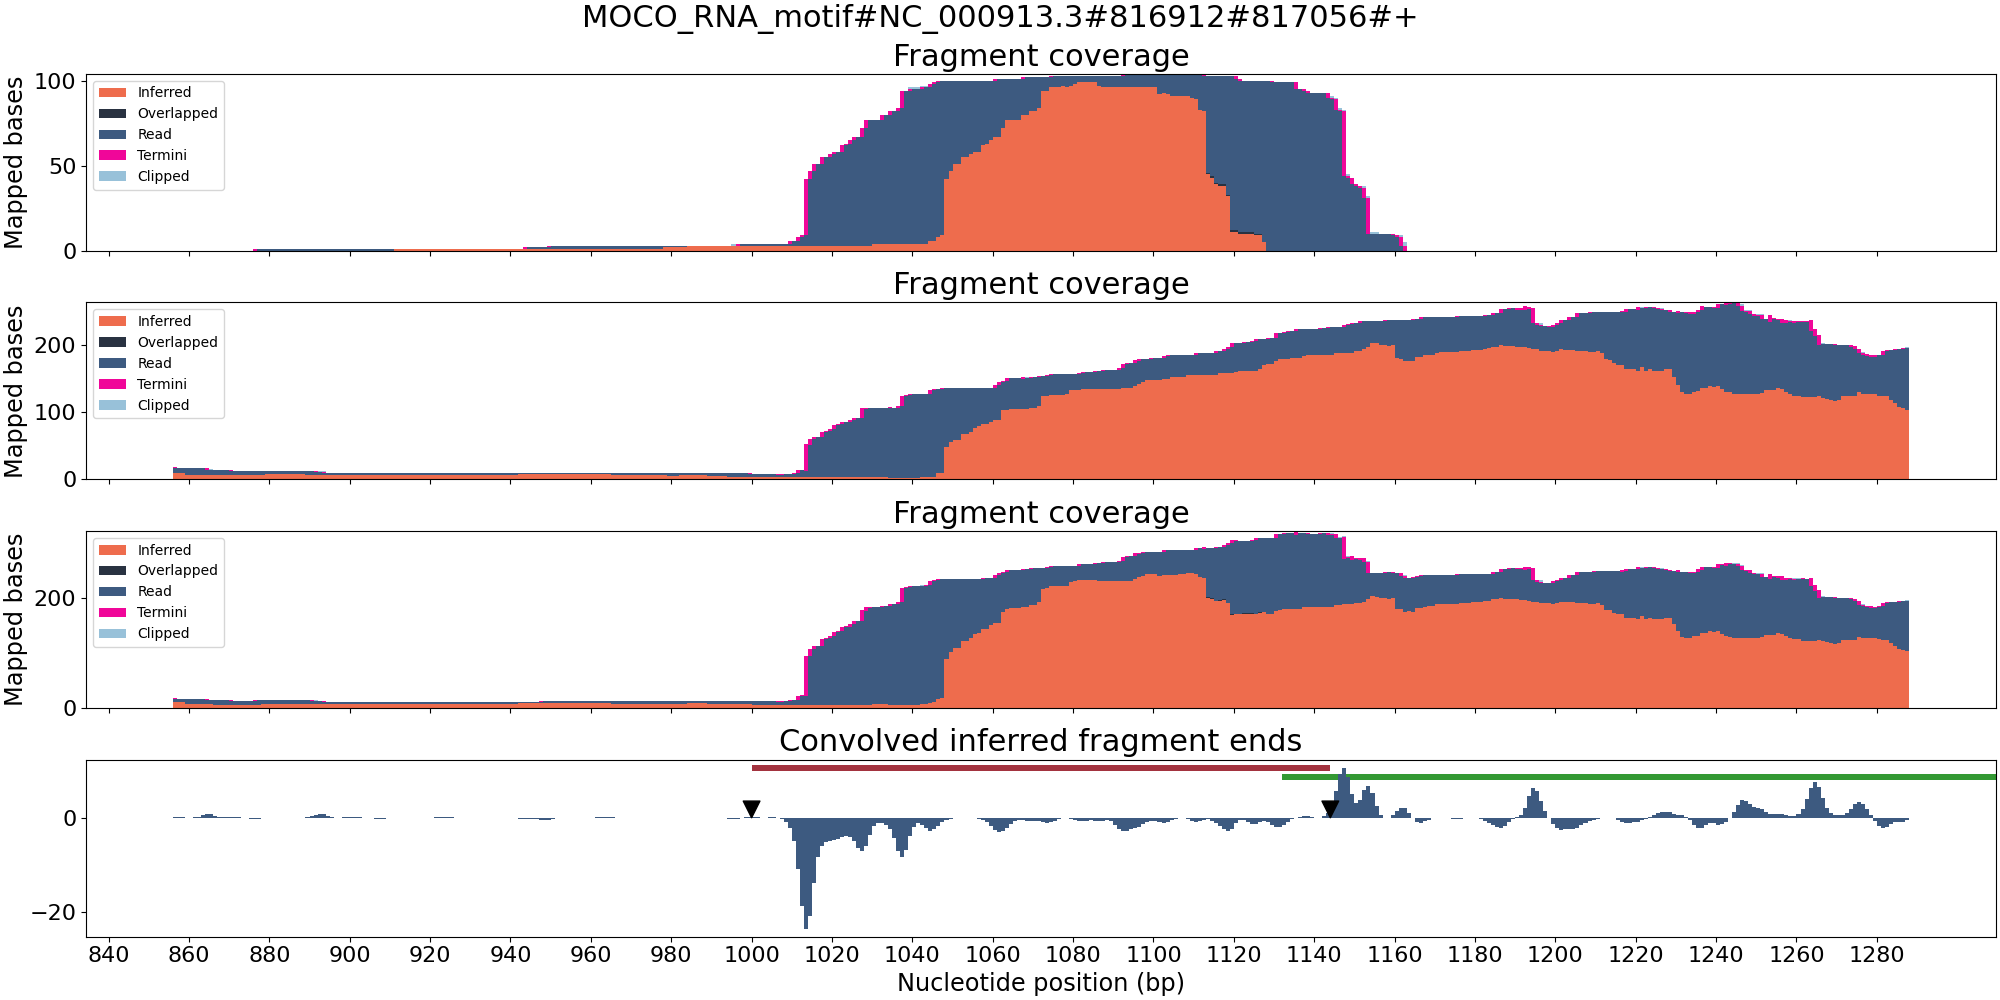 MOCO_RNA_motif#NC_000913.3#816912#817056#+
Fragment coverage
Mapped bases
100
50
0
Inferred
Overlapped
Read
Termini
Clipped
Fragment coverage
Mapped bases
200
100
0
Inferred
Overlapped
Read
Termini
Clipped
Fragment coverage
Mapped bases
200
0
Inferred
Overlapped
Read
Termini
Clipped
Convolved inferred fragment ends
0
−20
840 860 880 900 920 940 960 980 1000 1020 1040 1060 1080 1100 1120 1140 1160 1180 1200 1220 1240 1260 1280
Nucleotide position (bp)